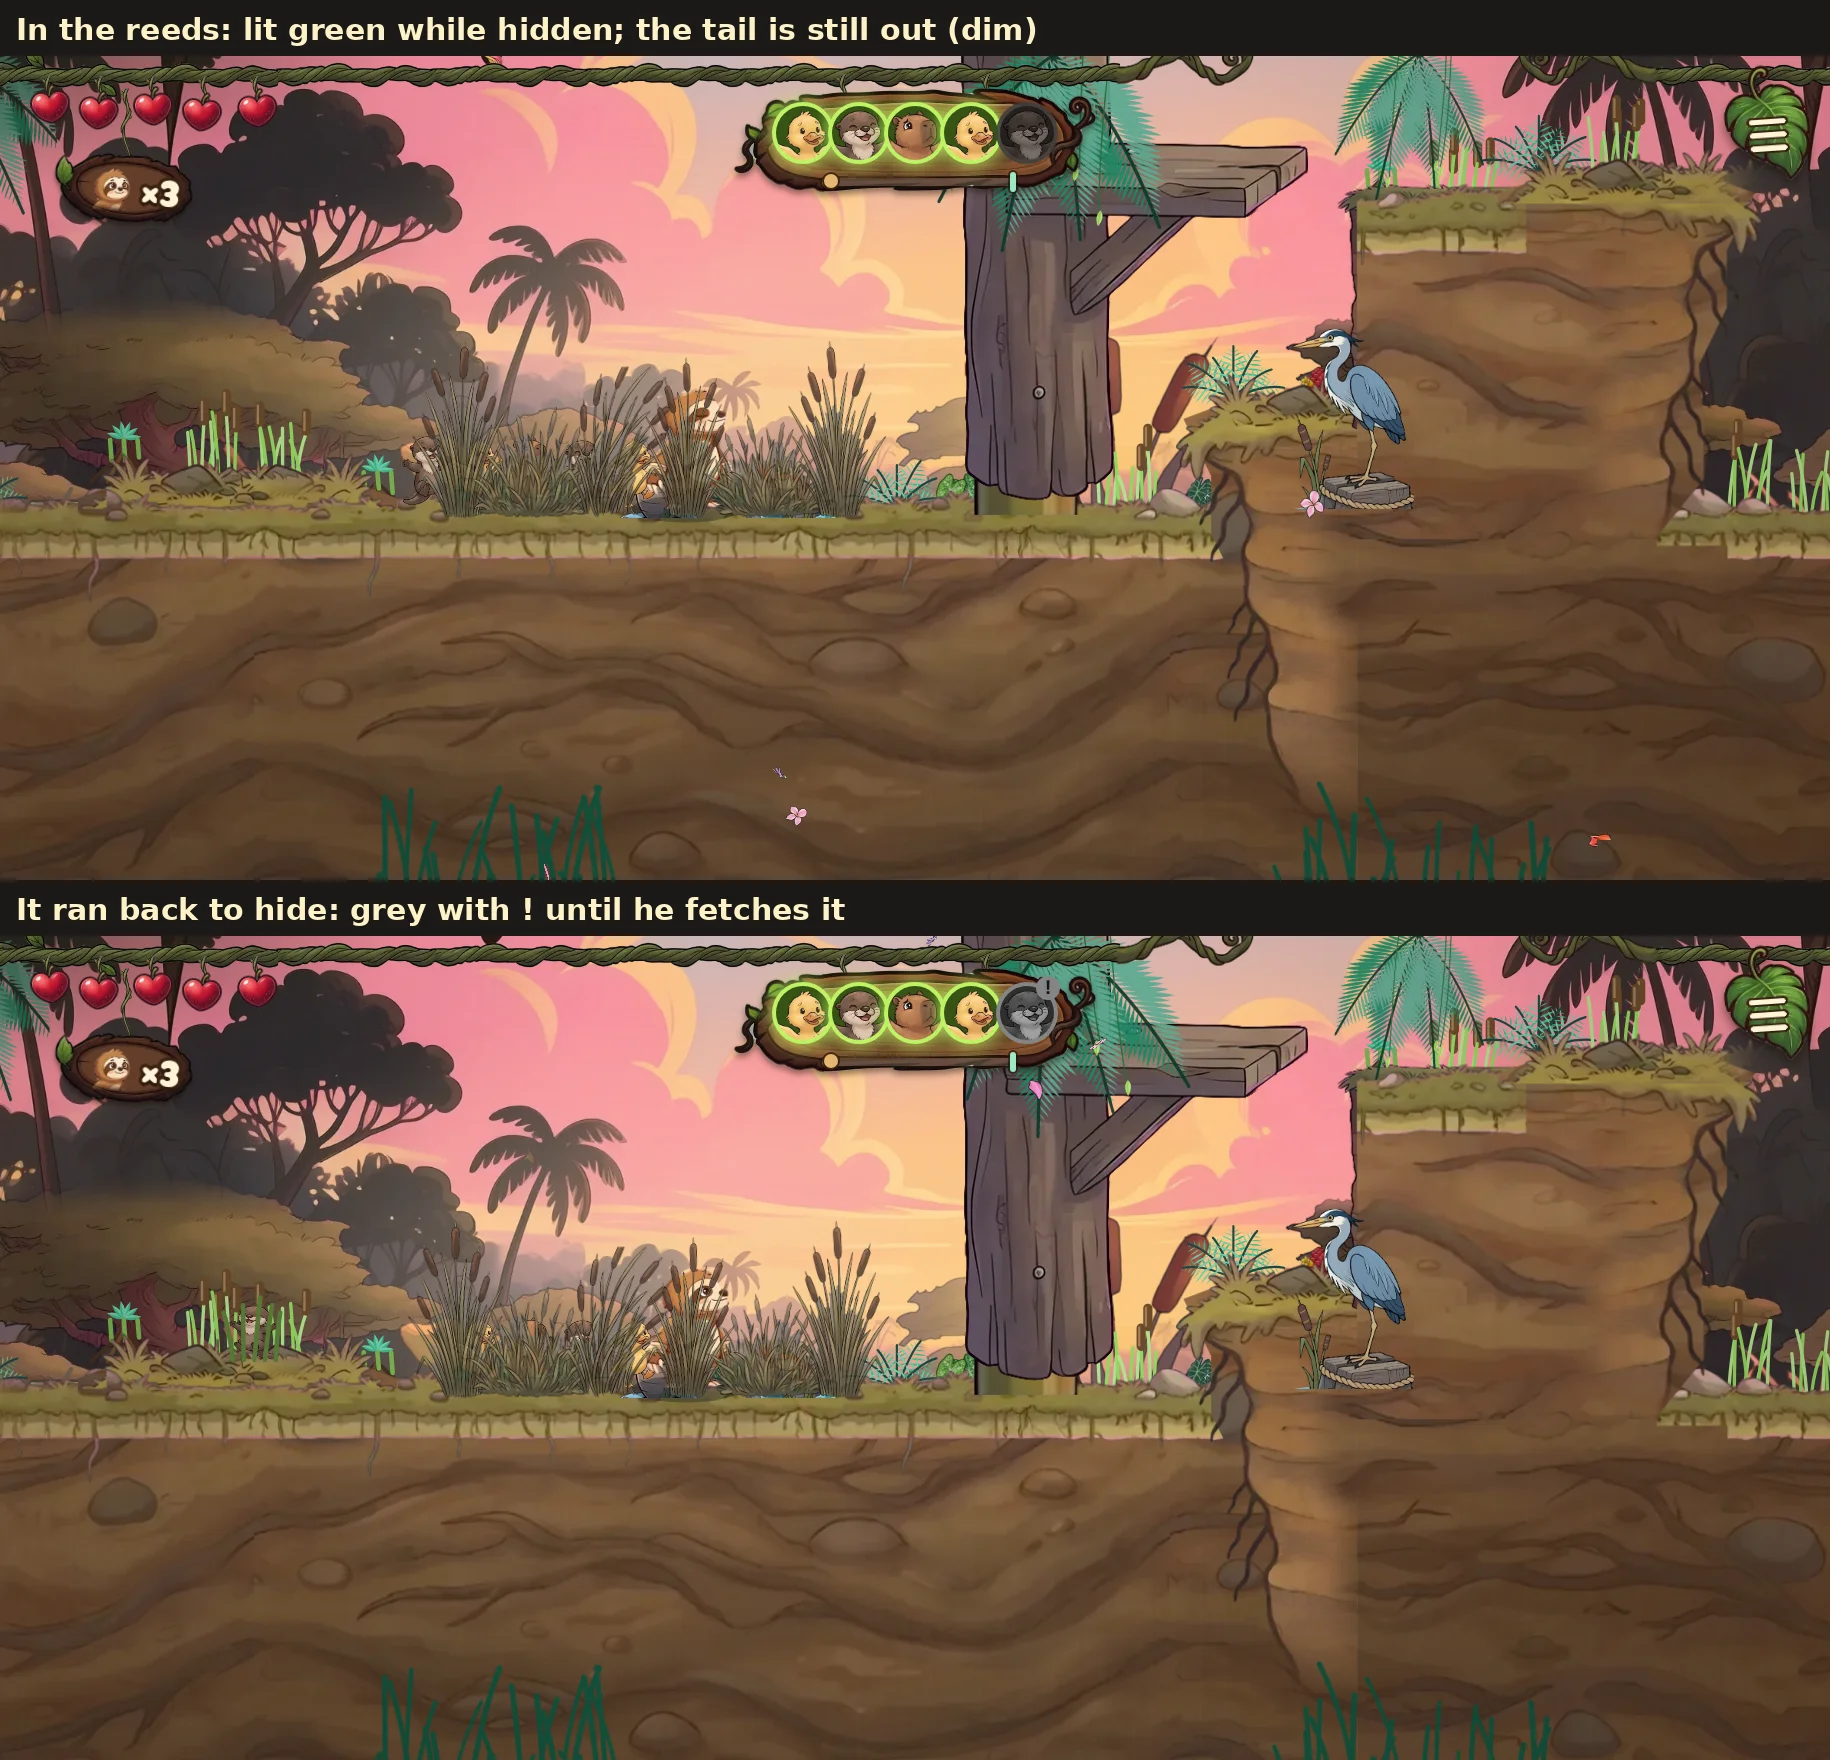 In the reeds: lit green while hidden; the tail is still out (dim)
×3
It ran back to hide: grey with ! until he fetches it
!
×3